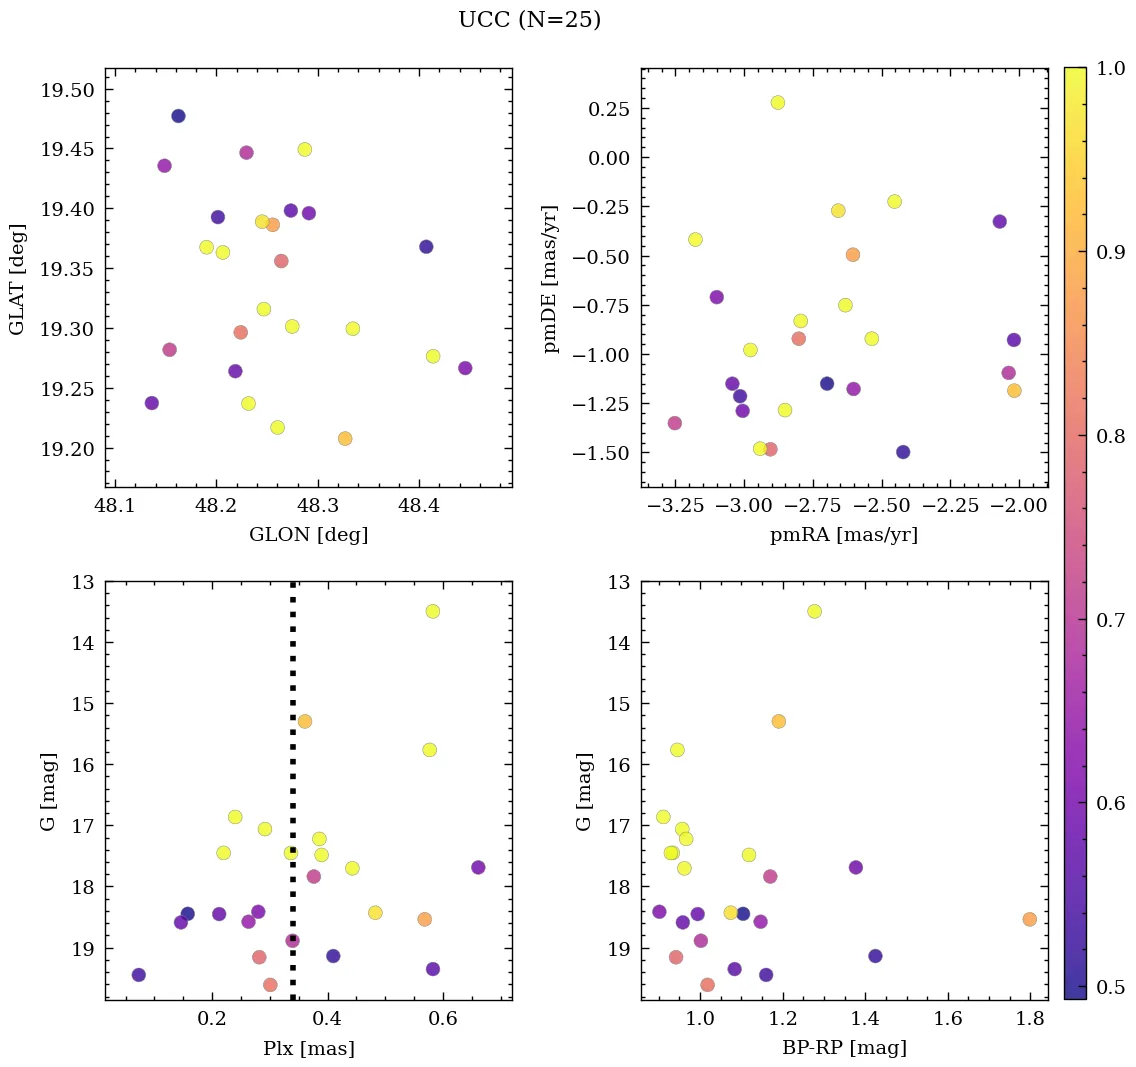 UCC (N=25)
19.50
19.45
19.40
19.35
19.30
19.25
19.20
GLAT [deg]
48.1 48.2 48.3 48.4
GLON [deg]
0.25
0.00
−0.25
−0.50
−0.75
−1.00
−1.25
−1.50
pmDE [mas/yr]
−3.25 −3.00 −2.75 −2.50 −2.25 −2.00
pmRA [mas/yr]
13
14
15
16
17
18
19
G [mag]
0.2 0.4 0.6
Plx [mas]
13
14
15
16
17
18
19
G [mag]
1.0 1.2 1.4 1.6 1.8
BP-RP [mag]
1.0
0.9
0.8
0.7
0.6
0.5